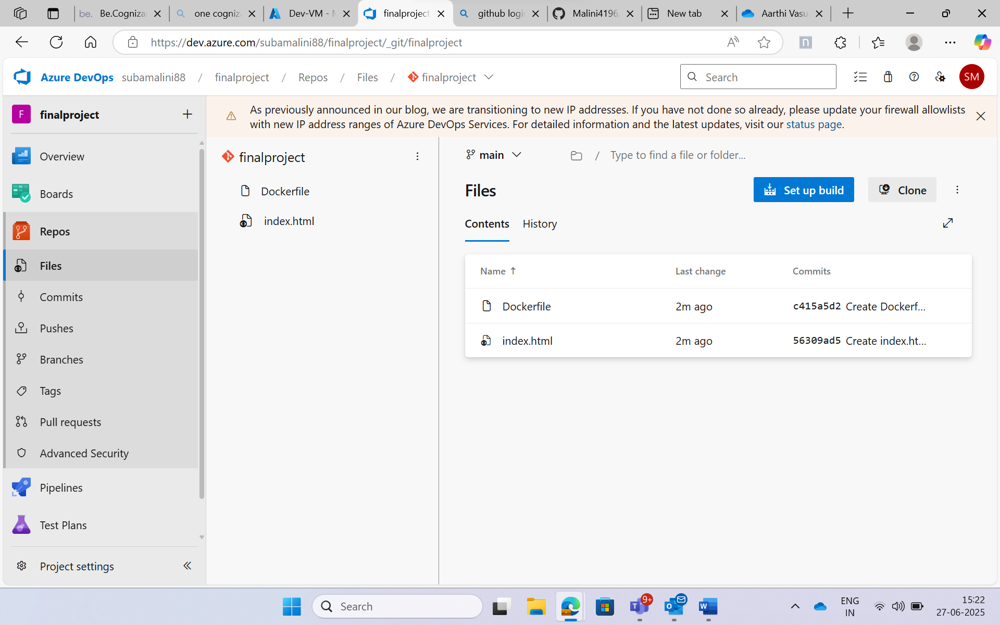 be. Be.Cogniza
one cogniza
Dev-VM - M
finalproject
github login
Malini4196/
New tab
Aarthi Vasu
https://dev.azure.com/subamalini88/finalproject/_git/finalproject
n
Azure DevOps subamalini88 / finalproject / Repos / Files / finalproject
Search
SM
F finalproject
As previously announced in our blog, we are transitioning to new IP addresses. If you have not done so already, please update your firewall allowlists
with new IP address ranges of Azure DevOps Services. For detailed information and the latest updates, visit our status page.
Overview
Boards
Repos
Files
Commits
Pushes
Branches
Tags
Pull requests
Advanced Security
Pipelines
Test Plans
Project settings
finalproject
Dockerfile
index.html
main
/ Type to find a file or folder...
Files
Set up build
Clone
Contents History
Name ↑ Last change Commits
Dockerfile 2m ago c415a5d2 Create Dockerf...
index.html 2m ago 56309ad5 Create index.ht...
Search
T 9+
O
W
ENG
IN
15:22
27-06-2025